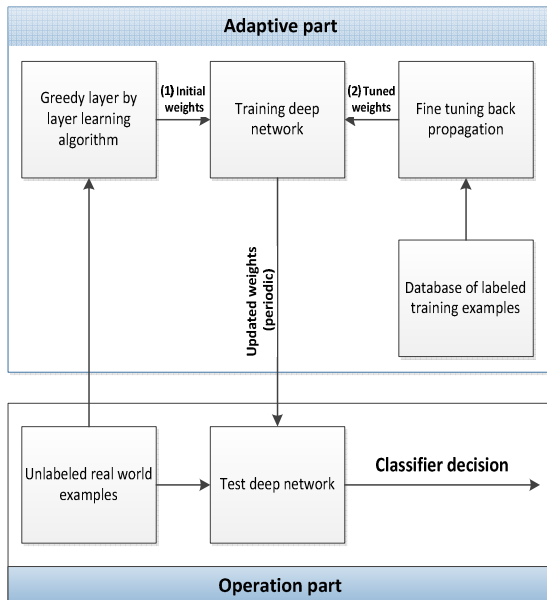 Adaptive part
Greedy layer by
layer learning
algorithm
(1) Initial
weights
Training deep
network
(2) Tuned
weights
Fine tuning back
propagation
Updated weights
(periodic)
Database of labeled
training examples
Unlabeled real world
examples
Test deep network
Classifier decision
Operation part